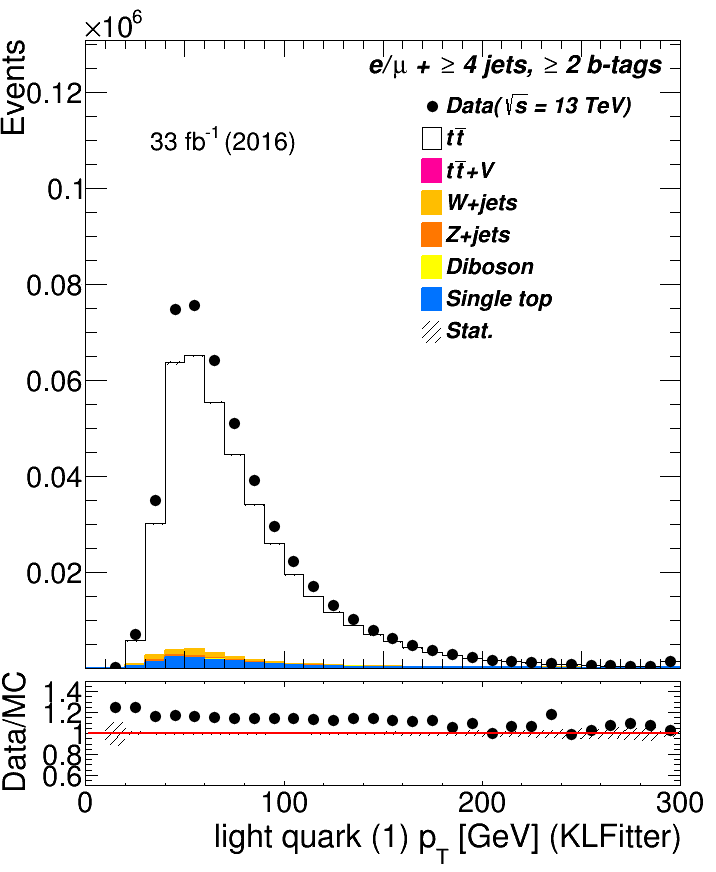 ×10⁶
Events
e/μ + ≥ 4 jets, ≥ 2 b-tags
Data(√s = 13 TeV)
33 fb⁻¹ (2016)
tt̅
tt̅+V
W+jets
Z+jets
Diboson
Single top
Stat.
0.12
0.1
0.08
0.06
0.04
0.02
Data/MC
1.4
1.2
1
0.8
0.6
0 100 200 300
light quark (1) p_T [GeV] (KLFitter)